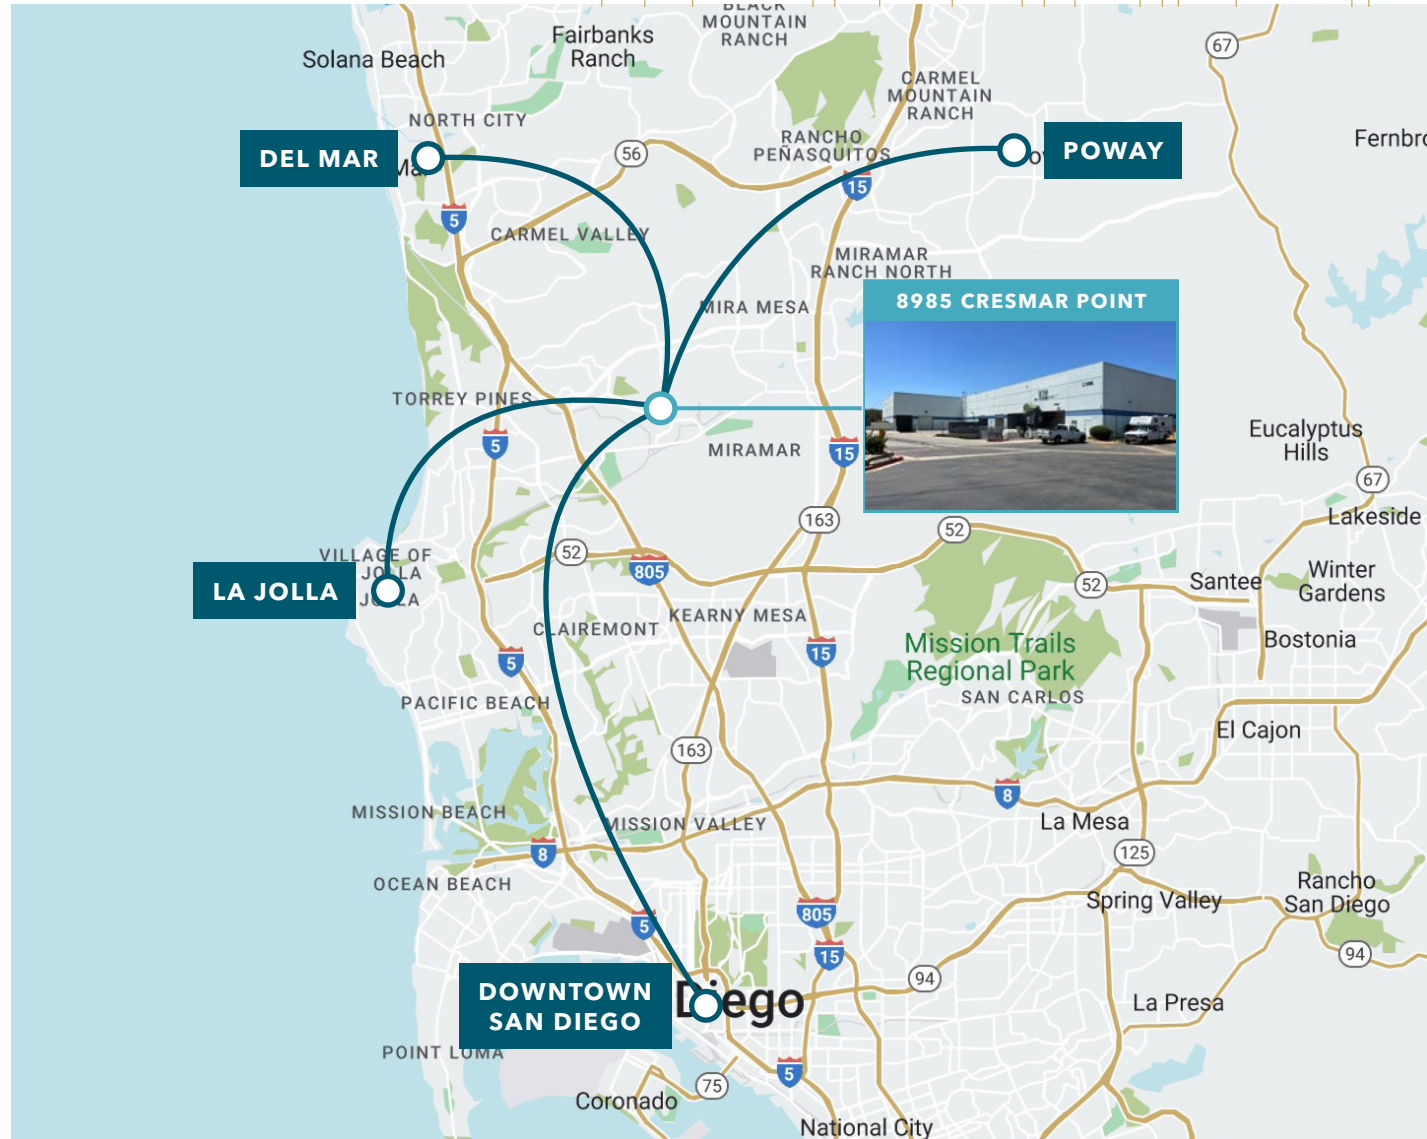 BLACK
MOUNTAIN
RANCH
Fairbanks
Ranch
Solana Beach
67
CARMEL
MOUNTAIN
RANCH
NORTH CITY
RANCHO
PEÑASQUITOS
56
DEL MAR
POWAY
15
5
CARMEL VALLEY
MIRAMAR
RANCH NORTH
MIRA MESA
8985 CRESMAR POINT
TORREY PINES
5
MIRAMAR
15
Eucalyptus
Hills
67
Lakeside
163
52
52
VILLAGE OF
805
52
Santee
Winter
Gardens
LA JOLLA
KEARNY MESA
CLAIREMONT
Mission Trails
Regional Park
Bostonia
15
5
SAN CARLOS
PACIFIC BEACH
El Cajon
163
8
MISSION BEACH
MISSION VALLEY
La Mesa
8
125
OCEAN BEACH
Rancho
San Diego
Spring Valley
805
5
15
94
94
DOWNTOWN
SAN DIEGO
Diego
La Presa
POINT LOMA
5
75
Coronado
National City